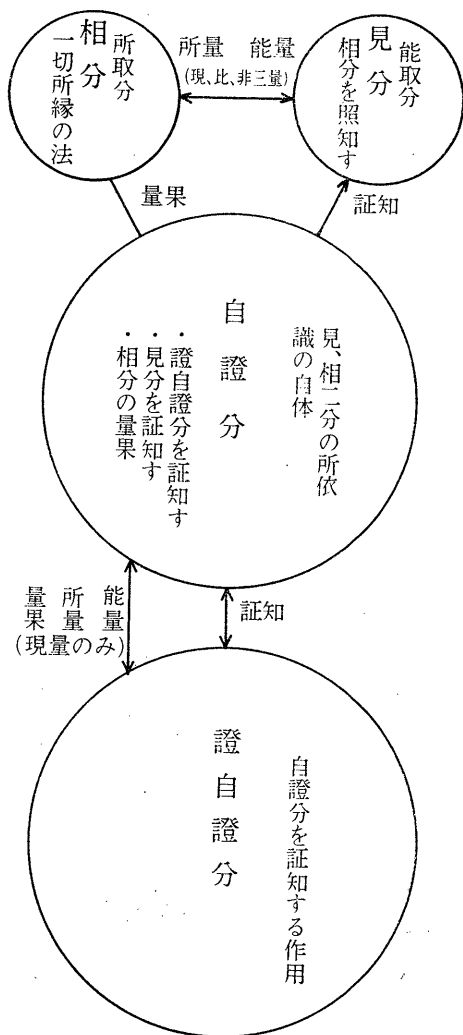 能取分
見分
相分を照知す
所量 能量
(現、比、非三量)
所取分
相分
一切所縁の法
証知
量果
見、相二分の所依
識の自体
自證分
・證自證分を証知す
・見分を証知す
・相分の量果
証知
能量
所量
量果
(現量のみ)
自證分を証知する作用
證自證分